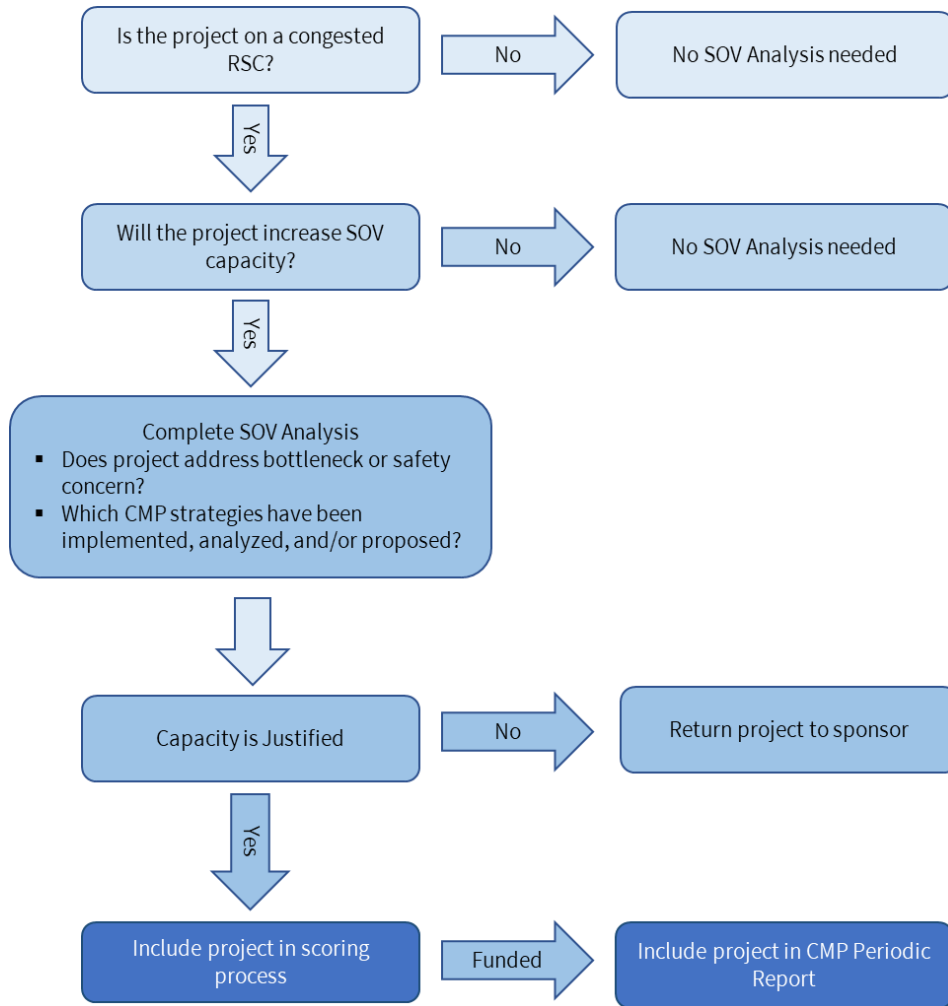 Is the project on a congested
RSC?
No
No SOV Analysis needed
Yes
Will the project increase SOV
capacity?
No
No SOV Analysis needed
Yes
Complete SOV Analysis
▪ Does project address bottleneck or safety
concern?
▪ Which CMP strategies have been
implemented, analyzed, and/or proposed?
Capacity is Justified
No
Return project to sponsor
Yes
Include project in scoring
process
Funded
Include project in CMP Periodic
Report